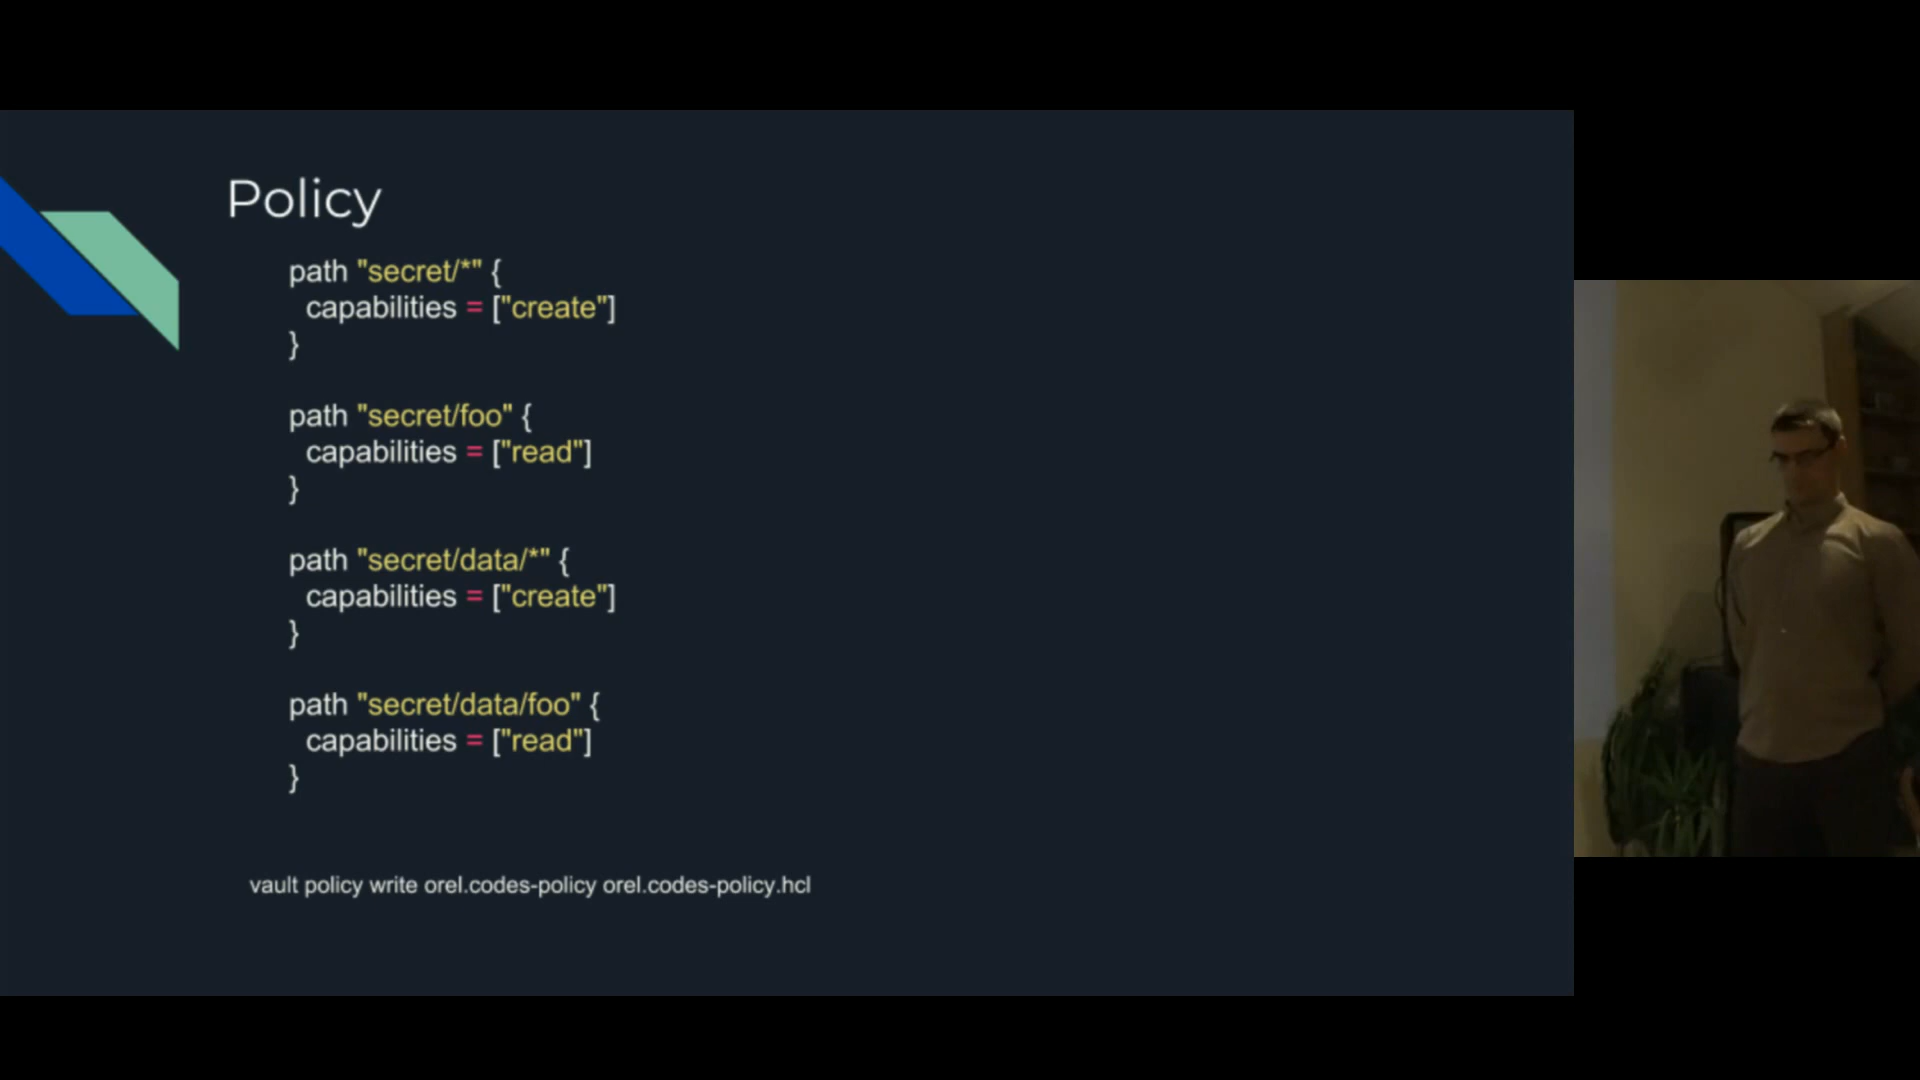 Policy
path "secret/*" {
capabilities = ["create"]
}
path "secret/foo" {
capabilities = ["read"]
}
path "secret/data/*" {
capabilities = ["create"]
}
path "secret/data/foo" {
capabilities = ["read"]
}
vault policy write orel.codes-policy orel.codes-policy.hcl